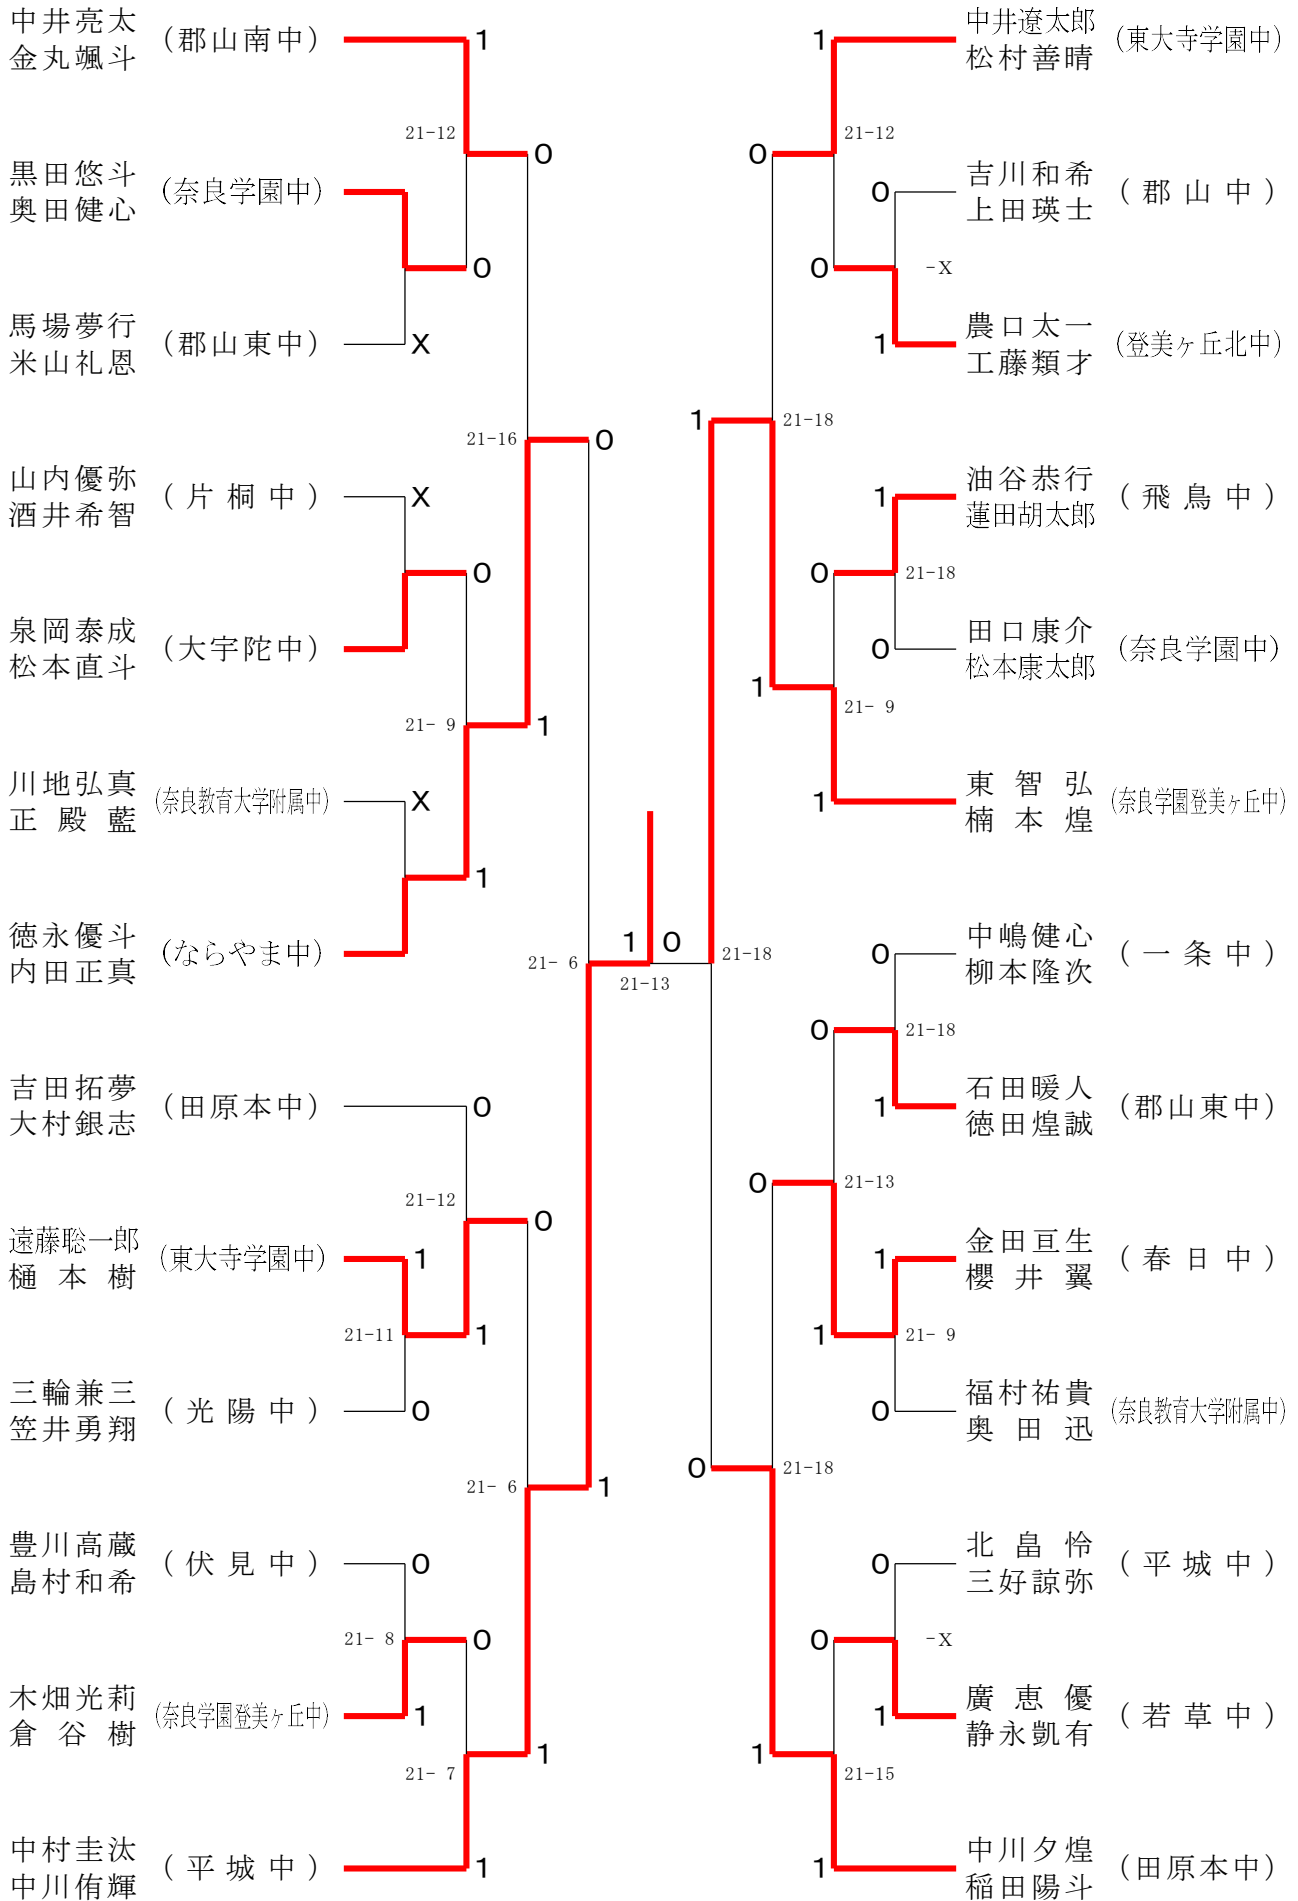 中井亮太
金丸颯斗
(郡山南中)
1
21-12
0
黒田悠斗
奥田健心
(奈良学園中)
0
馬場夢行
米山礼恩
(郡山東中)
X
21-16
0
山内優弥
酒井希智
(片桐中)
X
0
泉岡泰成
松本直斗
(大宇陀中)
21- 9
1
川地弘真
正殿藍
(奈良教育大学附属中)
X
1
徳永優斗
内田正真
(ならやま中)
21- 6
1
0
21-13
吉田拓夢
大村銀志
(田原本中)
0
21-12
0
遠藤聡一郎
樋本樹
(東大寺学園中)
1
21-11
1
三輪兼三
笠井勇翔
(光陽中)
0
21- 6
1
豊川高蔵
島村和希
(伏見中)
0
21- 8
0
木畑光莉
倉谷樹
(奈良学園登美ヶ丘中)
1
21- 7
1
中村圭汰
中川侑輝
(平城中)
1
1
中井遼太郎
松村善晴
(東大寺学園中)
0
21-12
0
吉川和希
上田瑛士
(郡山中)
0
-X
1
農口太一
工藤類才
(登美ヶ丘北中)
1
21-18
1
油谷恭行
蓮田胡太郎
(飛鳥中)
0
21-18
0
田口康介
松本康太郎
(奈良学園中)
1
21- 9
1
東智弘
楠本煌
(奈良学園登美ヶ丘中)
21-18
0
中嶋健心
柳本隆次
(一条中)
0
21-18
1
石田暖人
徳田煌誠
(郡山東中)
0
21-13
1
金田亘生
櫻井翼
(春日中)
1
21- 9
0
福村祐貴
奥田迅
(奈良教育大学附属中)
0
21-18
0
北畠怜
三好諒弥
(平城中)
0
-X
1
廣恵優
静永凱有
(若草中)
1
21-15
1
中川夕煌
稲田陽斗
(田原本中)